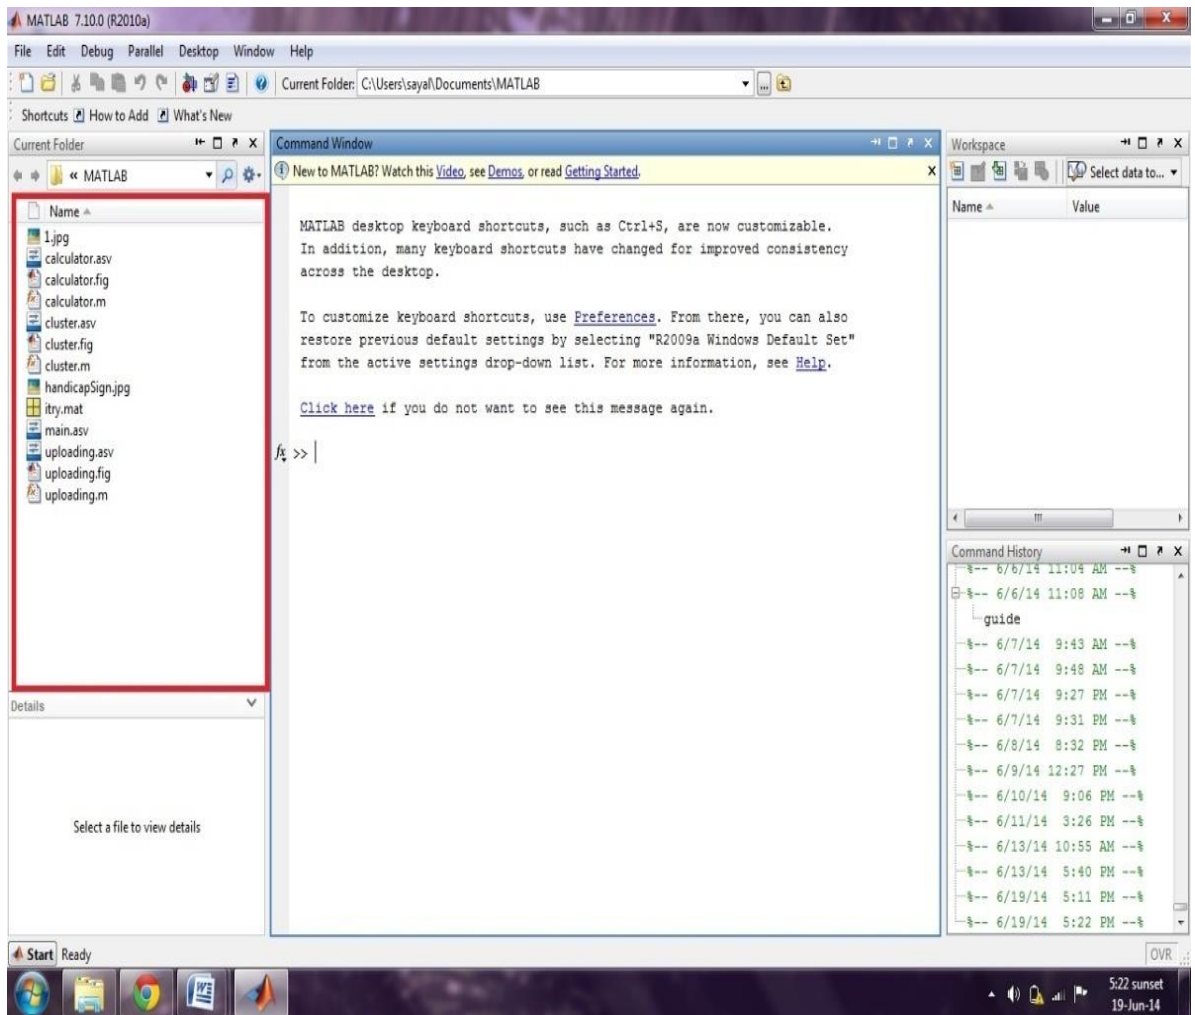 MATLAB 7.10.0 (R2010a)
File Edit Debug Parallel Desktop Window Help
Current Folder: C:\Users\sayal\Documents\MATLAB
Shortcuts How to Add What's New
Current Folder
« MATLAB
Name
1.jpg
calculator.asv
calculator.fig
calculator.m
cluster.asv
cluster.fig
cluster.m
handicapSign.jpg
itry.mat
main.asv
uploading.asv
uploading.fig
uploading.m
Details
Select a file to view details
Command Window
New to MATLAB? Watch this Video, see Demos, or read Getting Started.
MATLAB desktop keyboard shortcuts, such as Ctrl+S, are now customizable.
In addition, many keyboard shortcuts have changed for improved consistency
across the desktop.
To customize keyboard shortcuts, use Preferences. From there, you can also
restore previous default settings by selecting "R2009a Windows Default Set"
from the active settings drop-down list. For more information, see Help.
Click here if you do not want to see this message again.
fx >>
Workspace
Select data to...
Name Value
Command History
%-- 6/6/14 11:04 AM --%
%-- 6/6/14 11:08 AM --%
guide
%-- 6/7/14 9:43 AM --%
%-- 6/7/14 9:48 AM --%
%-- 6/7/14 9:27 PM --%
%-- 6/7/14 9:31 PM --%
%-- 6/8/14 8:32 PM --%
%-- 6/9/14 12:27 PM --%
%-- 6/10/14 9:06 PM --%
%-- 6/11/14 3:26 PM --%
%-- 6/13/14 10:55 AM --%
%-- 6/13/14 5:40 PM --%
%-- 6/19/14 5:11 PM --%
%-- 6/19/14 5:22 PM --%
Start Ready
OVR
5:22 sunset
19-Jun-14